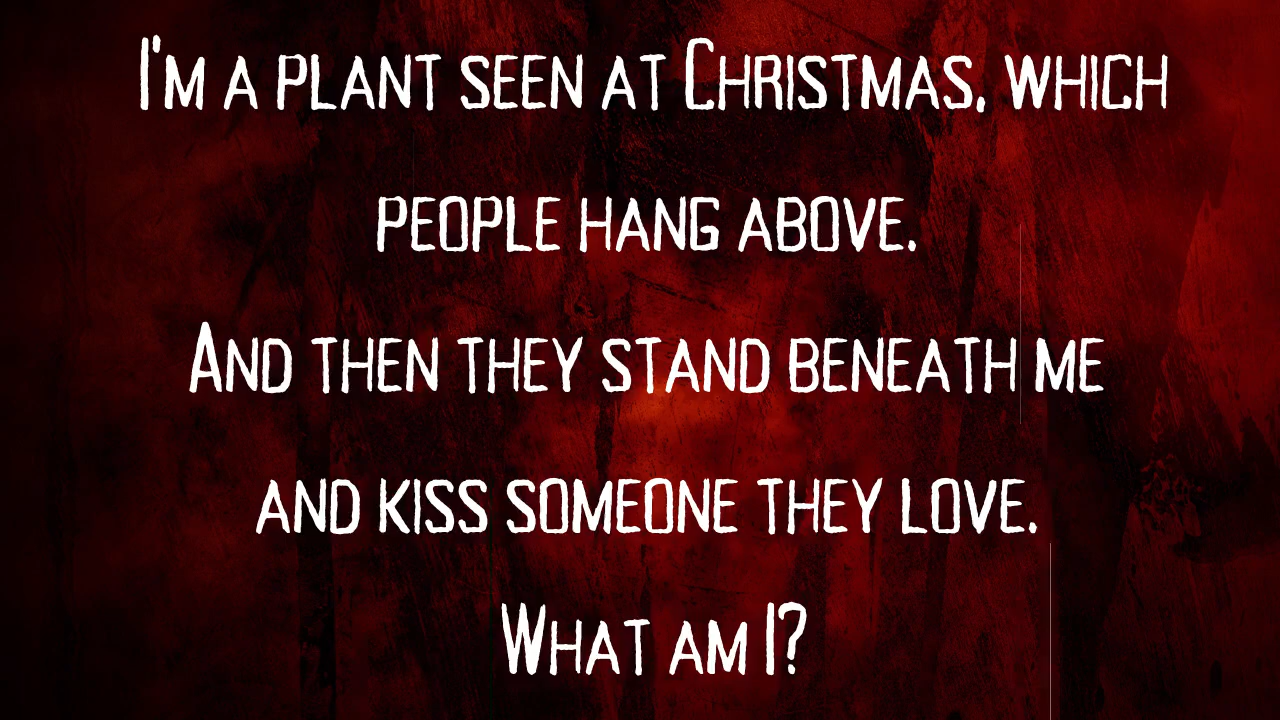 I'm a plant seen at Christmas, which
people hang above.
And then they stand beneath me
and kiss someone they love.
What am I?